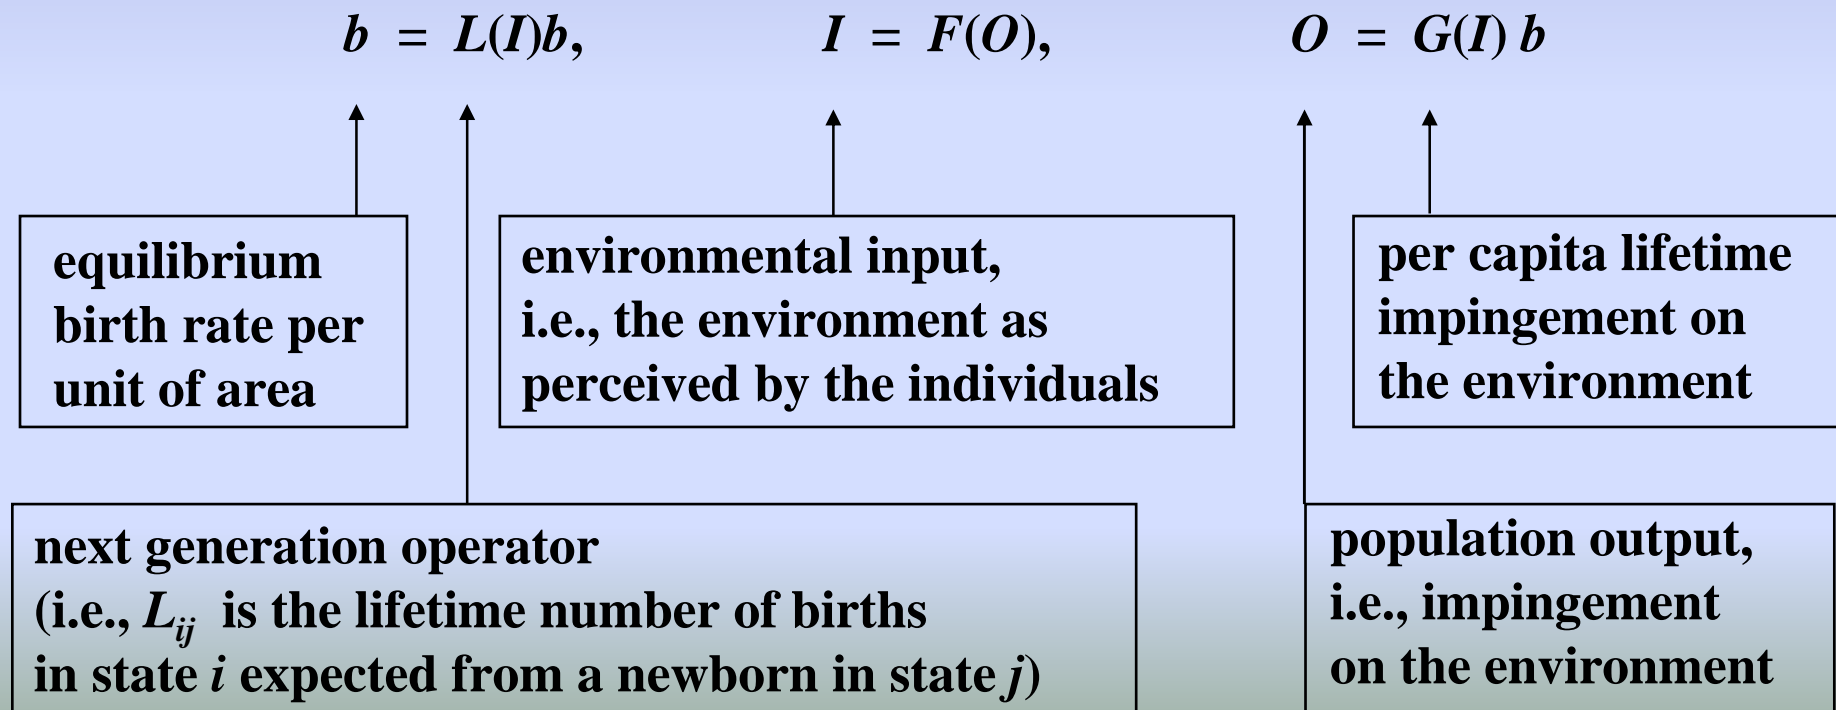 b = L(I)b, I = F(O), O = G(I) b
equilibrium
birth rate per
unit of area
environmental input,
i.e., the environment as
perceived by the individuals
per capita lifetime
impingement on
the environment
next generation operator
(i.e., L_ij is the lifetime number of births
in state i expected from a newborn in state j)
population output,
i.e., impingement
on the environment